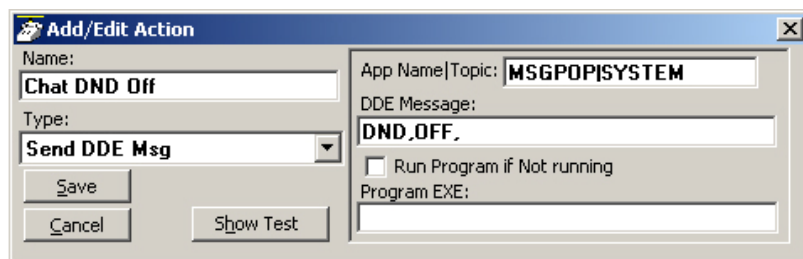 Add/Edit Action
Name:
Chat DND Off
Type:
Send DDE Msg
Save
Cancel
Show Test
App Name|Topic: MSGPOP|SYSTEM
DDE Message:
DND,OFF,
Run Program if Not running
Program EXE: